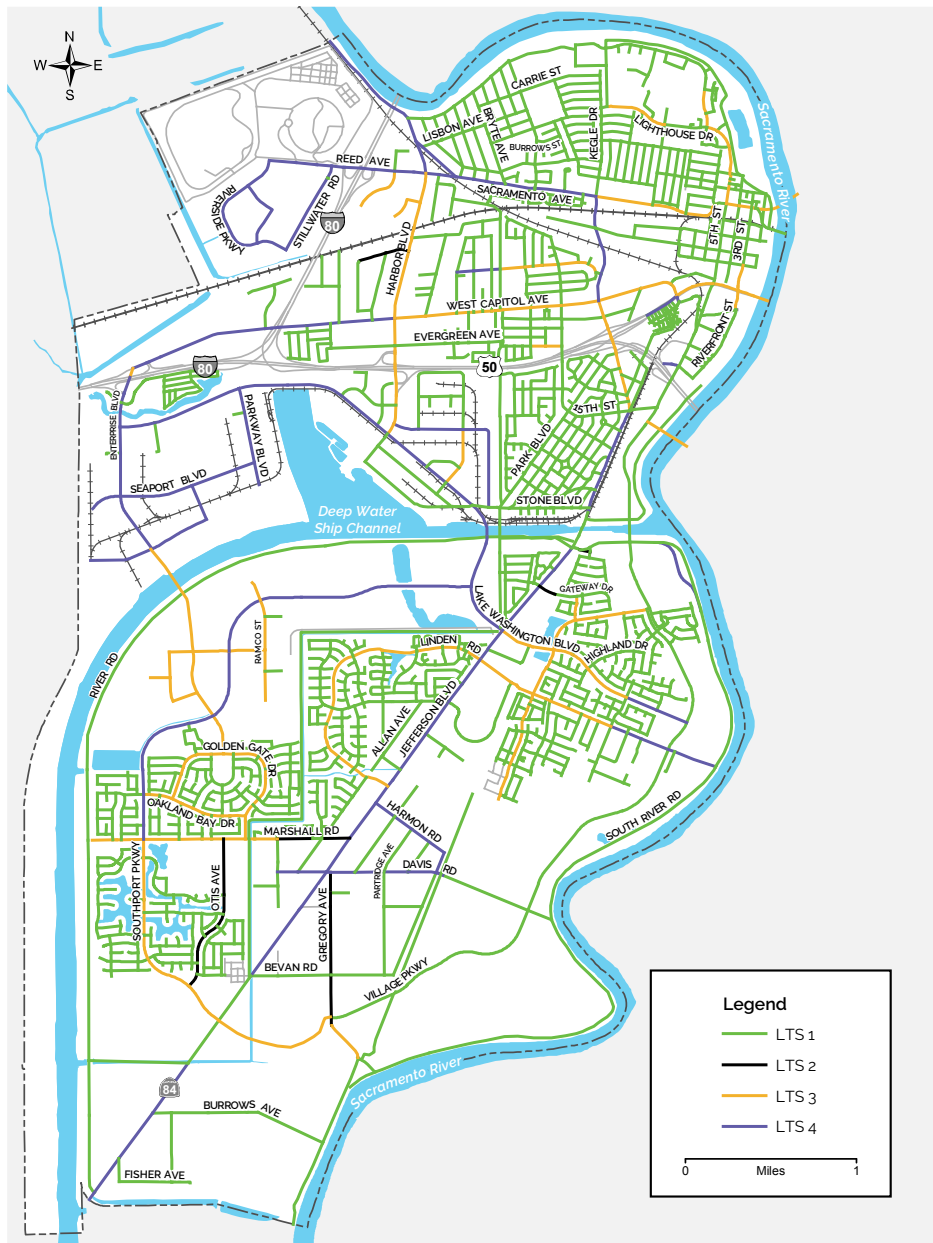 N
W
E
S
CARRIE ST
LISBON AVE
BRYTE AVE
KEGLE DR
LIGHTHOUSE DR
BURROWS ST
Sacramento River
REED AVE
SACRAMENTO AVE
RIVERSIDE PKWY
STILLWATER RD
80
5TH ST
3RD ST
HARBOR BLVD
WEST CAPITOL AVE
EVERGREEN AVE
RIVERFRONT ST
80
50
ENTERPRISE BLVD
PARKWAY BLVD
15TH ST
PARK BLVD
SEAPORT BLVD
STONE BLVD
Deep Water
Ship Channel
GATEWAY DR
LAKE WASHINGTON BLVD
RAMCO ST
LINDEN RD
HIGHLAND DR
RIVER RD
ALLAN AVE
JEFFERSON BLVD
GOLDEN GATE DR
OAKLAND BAY DR
HARMON RD
SOUTH RIVER RD
MARSHALL RD
SOUTHPORT PKWY
OTIS AVE
PARTRIDGE AVE
DAVIS RD
GREGORY AVE
BEVAN RD
VILLAGE PKWY
Legend
LTS 1
LTS 2
LTS 3
LTS 4
0
Miles
1
Sacramento River
84
BURROWS AVE
FISHER AVE